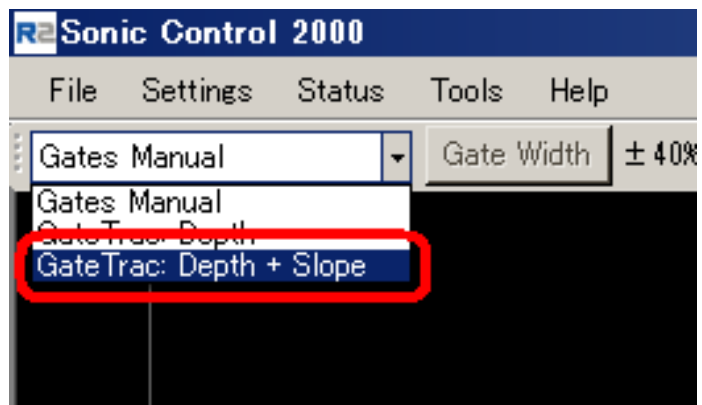 R2 Sonic Control 2000
File Settings Status Tools Help
Gates Manual Gate Width ±40%
Gates Manual
GateTrac: Depth
GateTrac: Depth + Slope